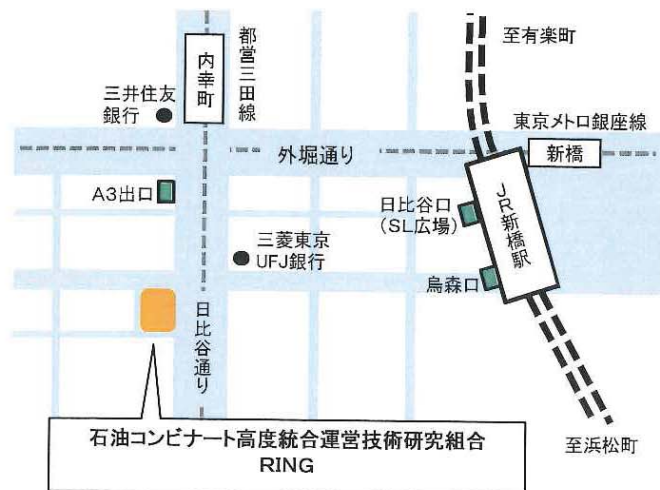 至有楽町
都営三田線
内幸町
三井住友
銀行
東京メトロ銀座線
外堀通り
新橋
A3出口
日比谷口
(SL広場)
JR新橋駅
三菱東京
UFJ銀行
烏森口
日比谷通り
石油コンビナート高度統合運営技術研究組合
RING
至浜松町